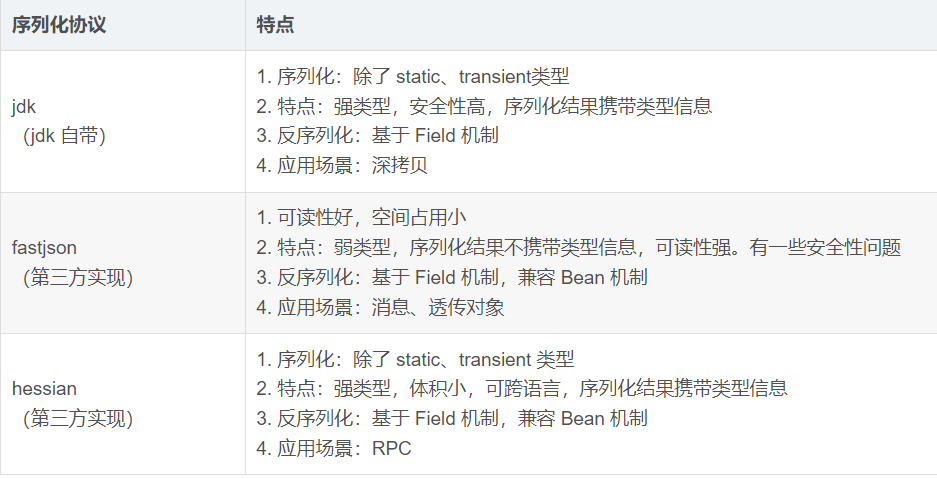 序列化协议
特点
jdk
（jdk 自带）
1. 序列化：除了 static、transient类型
2. 特点：强类型，安全性高，序列化结果携带类型信息
3. 反序列化：基于 Field 机制
4. 应用场景：深拷贝
fastjson
（第三方实现）
1. 可读性好，空间占用小
2. 特点：弱类型，序列化结果不携带类型信息，可读性强。有一些安全性问题
3. 反序列化：基于 Field 机制，兼容 Bean 机制
4. 应用场景：消息、透传对象
hessian
（第三方实现）
1. 序列化：除了 static、transient 类型
2. 特点：强类型，体积小，可跨语言，序列化结果携带类型信息
3. 反序列化：基于 Field 机制，兼容 Bean 机制
4. 应用场景：RPC